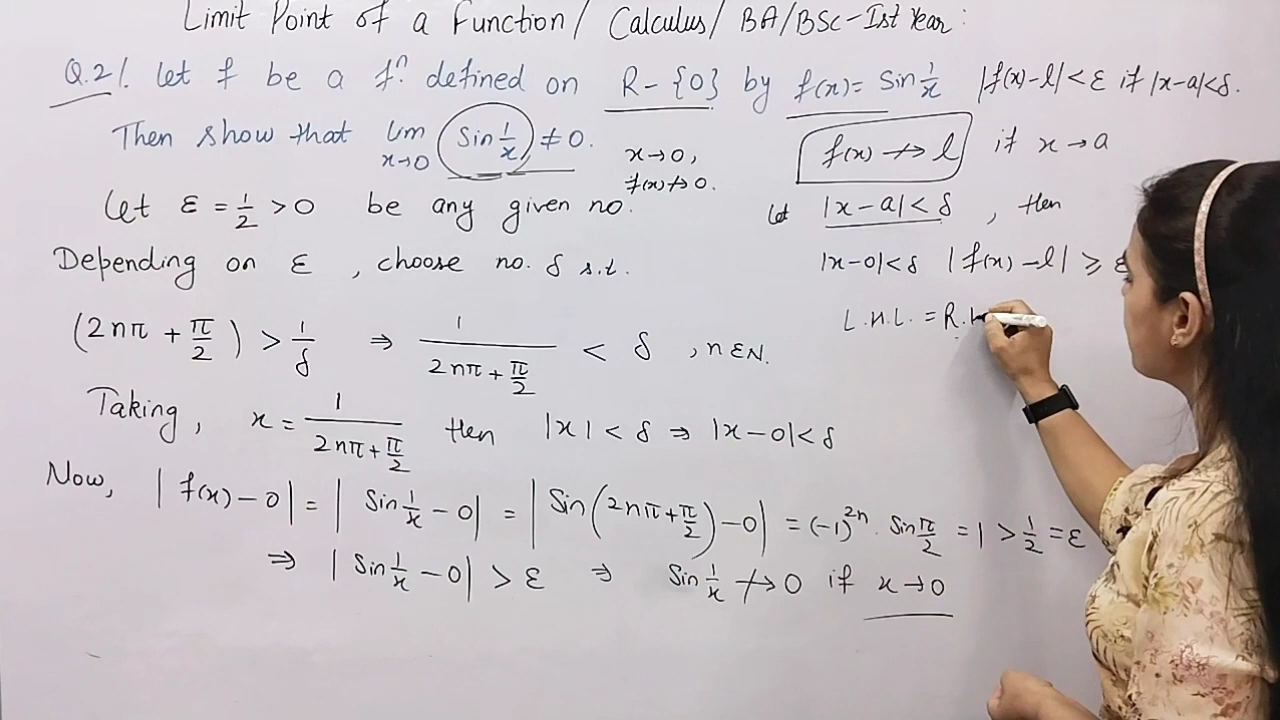 Limit Point of a Function/ Calculus/ BA/BSc-Ist Year:
Q.2/. Let f be a fⁿ. defined on R-{0} by f(x)= Sin 1/x
Then show that lim x→0 Sin 1/x ≠ 0.
x→0,
f(x)↛0.
|f(x)-l|<ε if |x-a|<δ.
f(x) ↛ l if x→a
Let ε = 1/2 > 0 be any given no.
let |x-a|<δ, then
Depending on ε, choose no. δ s.t.
|x-0|<δ |f(x)-l| ⩾ ε
L.H.L. = R.H
(2nπ + π/2) > 1/δ ⇒ 1/(2nπ + π/2) < δ, n∈N.
Taking, x = 1/(2nπ + π/2) then |x| < δ ⇒ |x-0| < δ
Now, |f(x)-0| = |Sin 1/x - 0| = |Sin(2nπ + π/2) - 0| = (-1)^2n . Sin π/2 = 1 > 1/2 = ε
⇒ |Sin 1/x - 0| > ε ⇒ Sin 1/x ↛ 0 if x→0